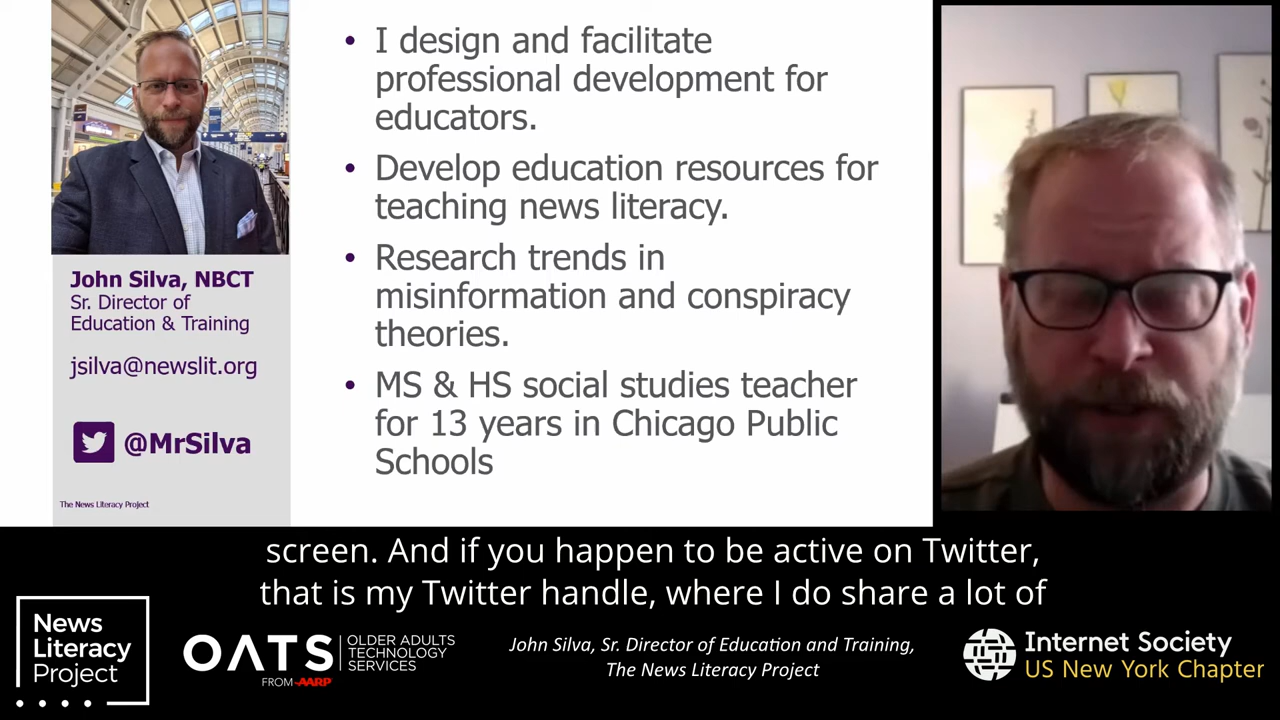 • I design and facilitate
professional development for
educators.
• Develop education resources for
teaching news literacy.
• Research trends in
misinformation and conspiracy
theories.
• MS & HS social studies teacher
for 13 years in Chicago Public
Schools
John Silva, NBCT
Sr. Director of
Education & Training
jsilva@newslit.org
@MrSilva
The News Literacy Project
screen. And if you happen to be active on Twitter,
that is my Twitter handle, where I do share a lot of
News
Literacy
Project
OATS
OLDER ADULTS
TECHNOLOGY
SERVICES
FROM AARP
John Silva, Sr. Director of Education and Training,
The News Literacy Project
Internet Society
US New York Chapter